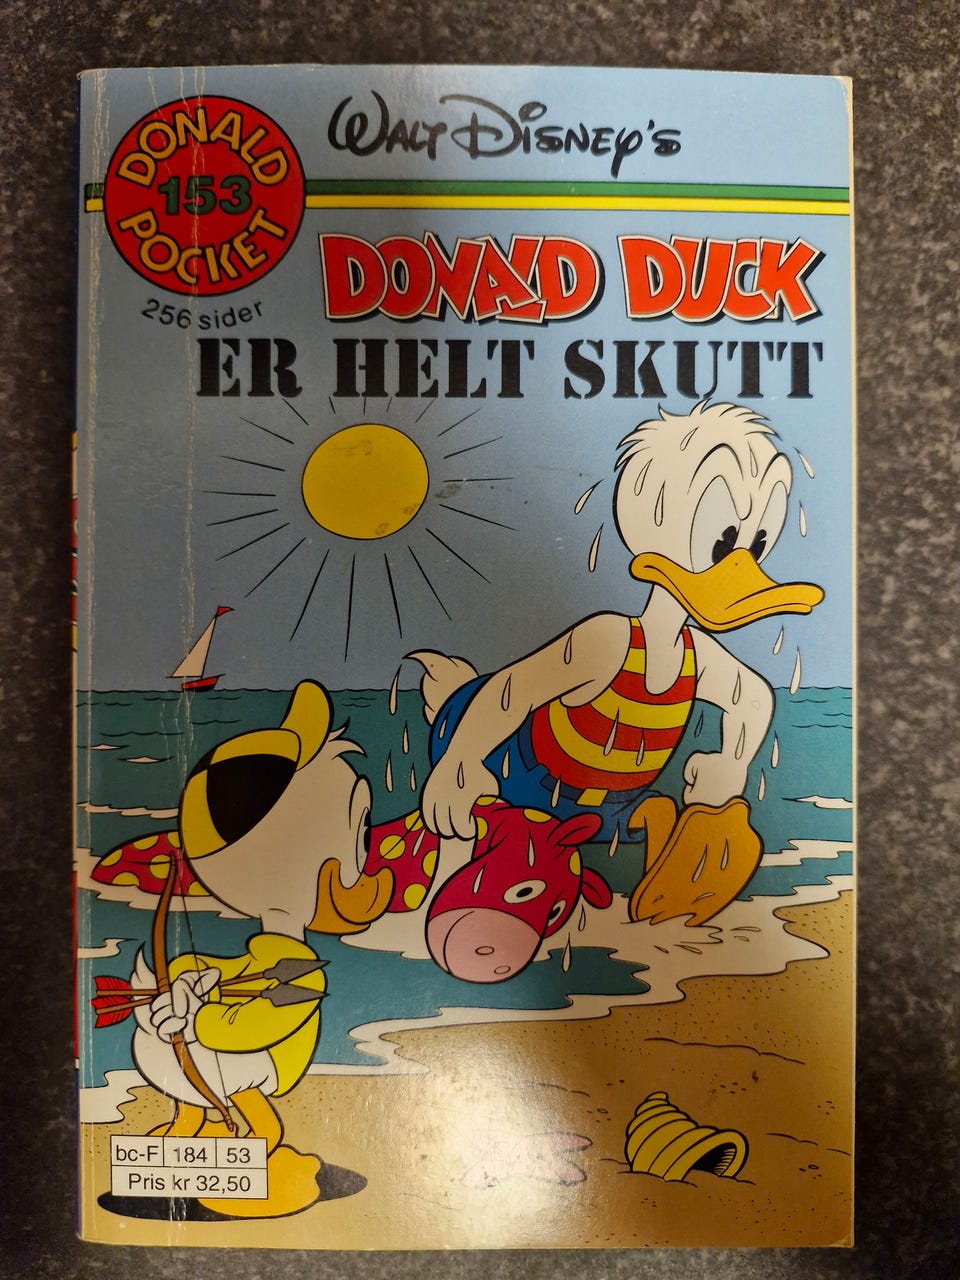 WALT DISNEY'S
DONALD
153
POCKET
256 sider
DONALD DUCK
ER HELT SKUTT
bc-F 184 53
Pris kr 32,50